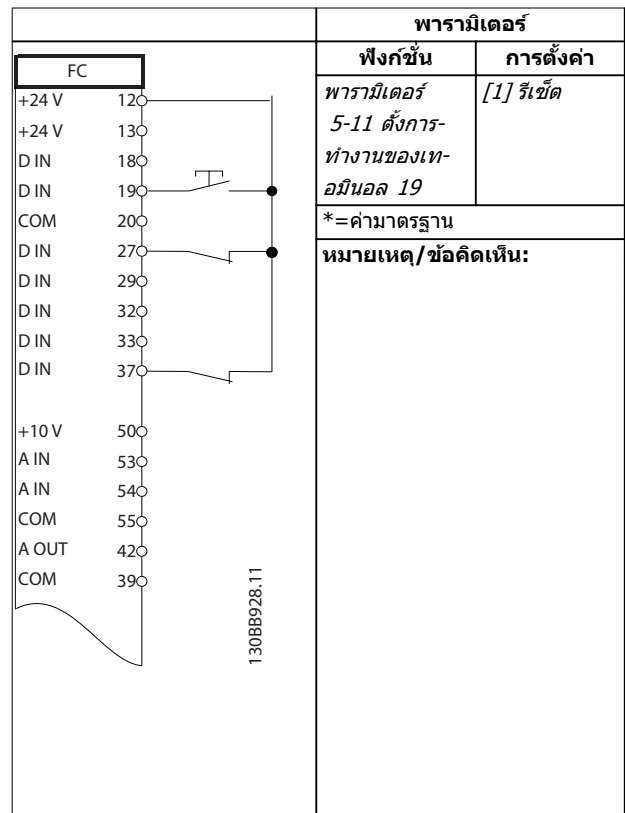 FC
+24 V 12
+24 V 13
D IN 18
D IN 19
COM 20
D IN 27
D IN 29
D IN 32
D IN 33
D IN 37
+10 V 50
A IN 53
A IN 54
COM 55
A OUT 42
COM 39
130BB928.11
พารามิเตอร์
ฟังก์ชั่น การตั้งค่า
พารามิเตอร์ [1] รีเซ็ต
5-11 ตั้งการ-
ทำงานของเท-
อมินอล 19
*=ค่ามาตรฐาน
หมายเหตุ/ข้อคิดเห็น: